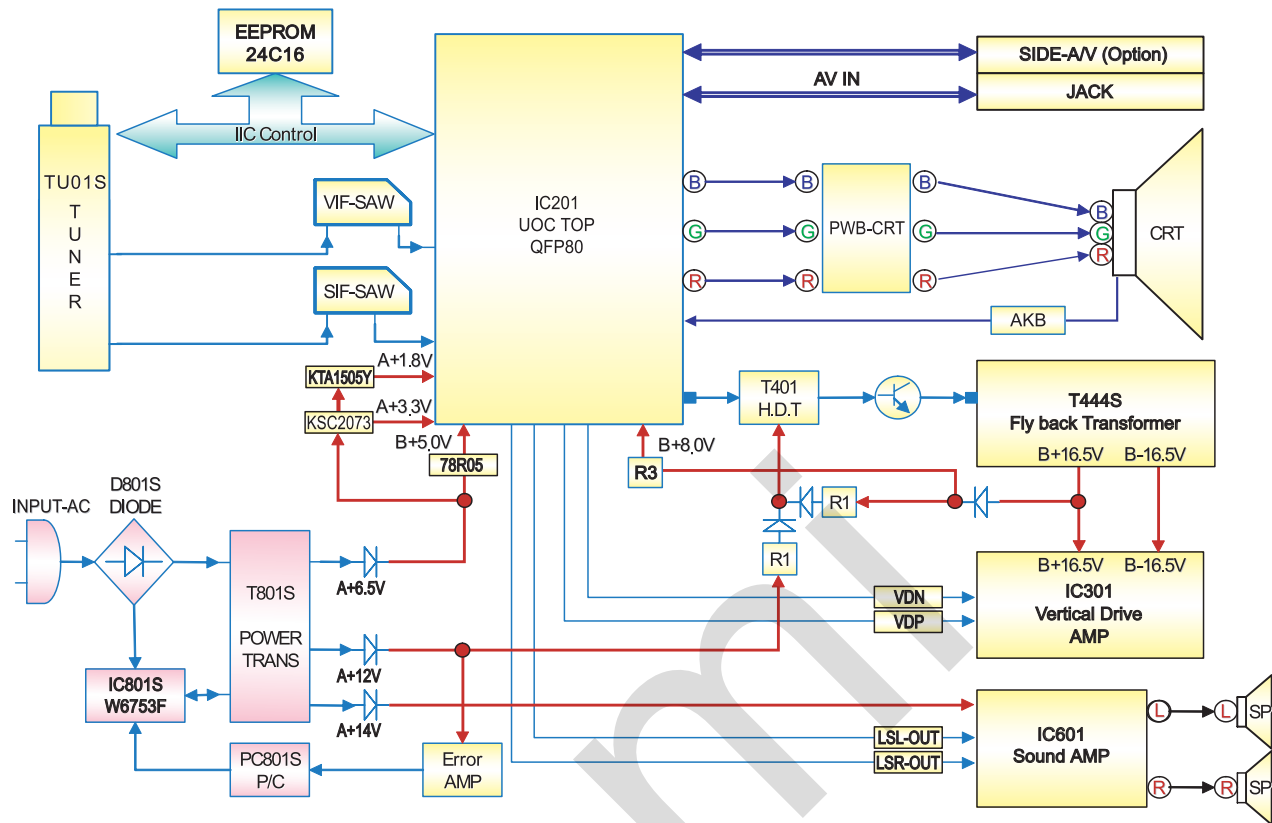 EEPROM
24C16
IIC Control
TU01S
TUNER
VIF-SAW
SIF-SAW
IC201
UOC TOP
QFP80
SIDE-A/V (Option)
AV IN
JACK
B
B
B
B
G
G
G
G
R
R
R
R
PWB-CRT
CRT
AKB
KTA1505Y
A+1.8V
KSC2073
A+3.3V
B+5.0V
78R05
B+8.0V
R3
T401
H.D.T
T444S
Fly back Transformer
B+16.5V
B-16.5V
R1
R1
INPUT-AC
D801S
DIODE
T801S
POWER
TRANS
A+6.5V
A+12V
A+14V
IC801S
W6753F
PC801S
P/C
Error
AMP
B+16.5V
B-16.5V
IC301
Vertical Drive
AMP
VDN
VDP
LSL-OUT
LSR-OUT
IC601
Sound AMP
L
L
SP
R
R
SP
mi